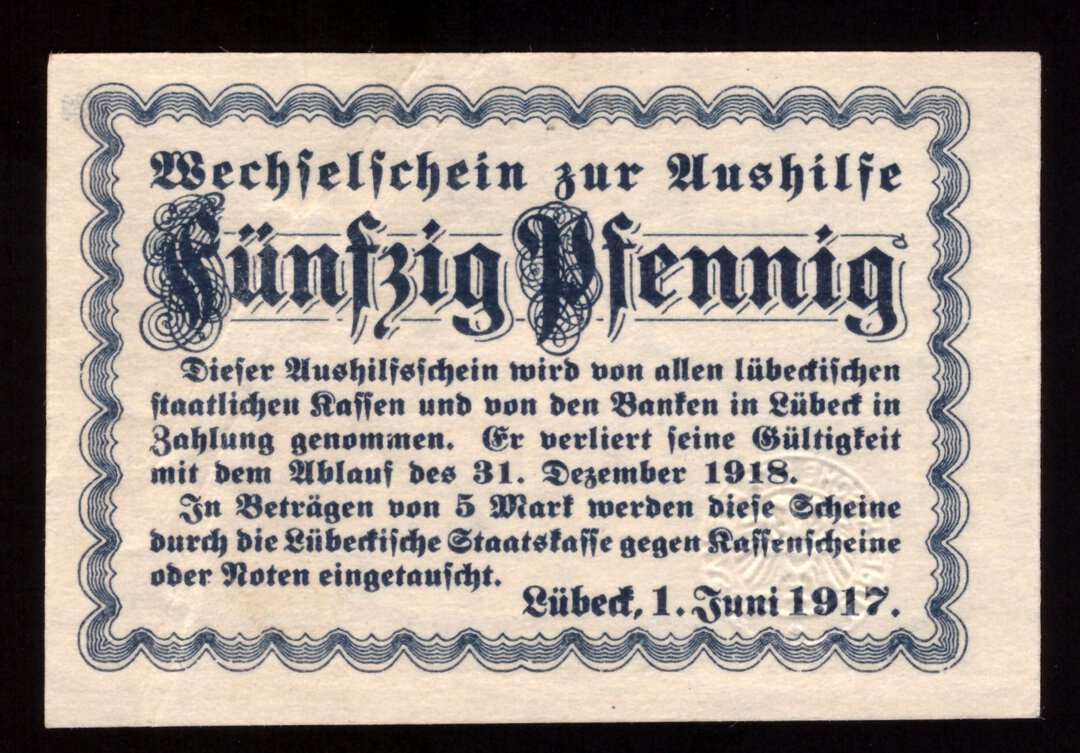 Wechselschein zur Aushilfe
Fünfzig Pfennig
Dieser Aushilfsschein wird von allen lübeckischen
staatlichen Kassen und von den Banken in Lübeck in
Zahlung genommen. Er verliert seine Gültigkeit
mit dem Ablauf des 31. Dezember 1918.
In Beträgen von 5 Mark werden diese Scheine
durch die Lübeckische Staatskasse gegen Kassenscheine
oder Noten eingetauscht.
Lübeck, 1. Juni 1917.